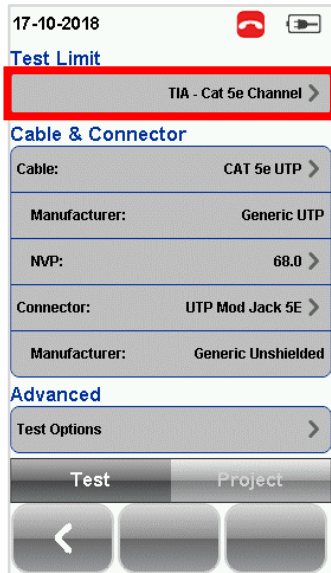 17-10-2018
Test Limit
TIA - Cat 5e Channel
Cable & Connector
Cable: CAT 5e UTP
Manufacturer: Generic UTP
NVP: 68.0
Connector: UTP Mod Jack 5E
Manufacturer: Generic Unshielded
Advanced
Test Options
Test Project